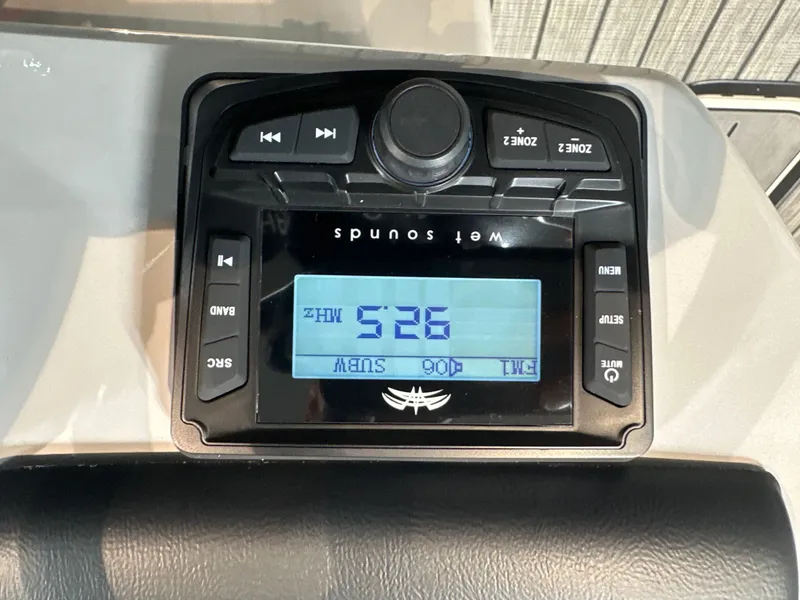 FM1 06 SUBW
92.5 MHz
wet sounds
MUTE
SETUP
MENU
SRC
BAND
ZONE 2
−
ZONE 2
+